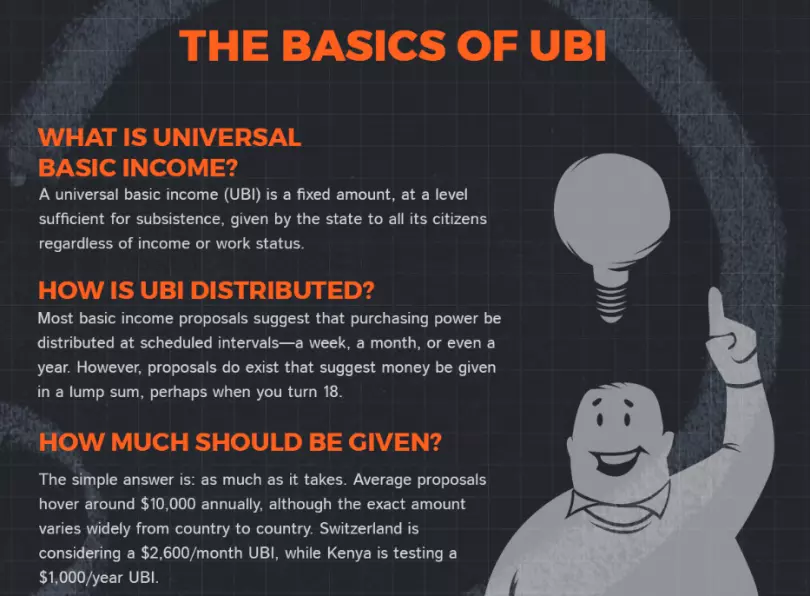 THE BASICS OF UBI
WHAT IS UNIVERSAL
BASIC INCOME?
A universal basic income (UBI) is a fixed amount, at a level
sufficient for subsistence, given by the state to all its citizens
regardless of income or work status.
HOW IS UBI DISTRIBUTED?
Most basic income proposals suggest that purchasing power be
distributed at scheduled intervals—a week, a month, or even a
year. However, proposals do exist that suggest money be given
in a lump sum, perhaps when you turn 18.
HOW MUCH SHOULD BE GIVEN?
The simple answer is: as much as it takes. Average proposals
hover around $10,000 annually, although the exact amount
varies widely from country to country. Switzerland is
considering a $2,600/month UBI, while Kenya is testing a
$1,000/year UBI.